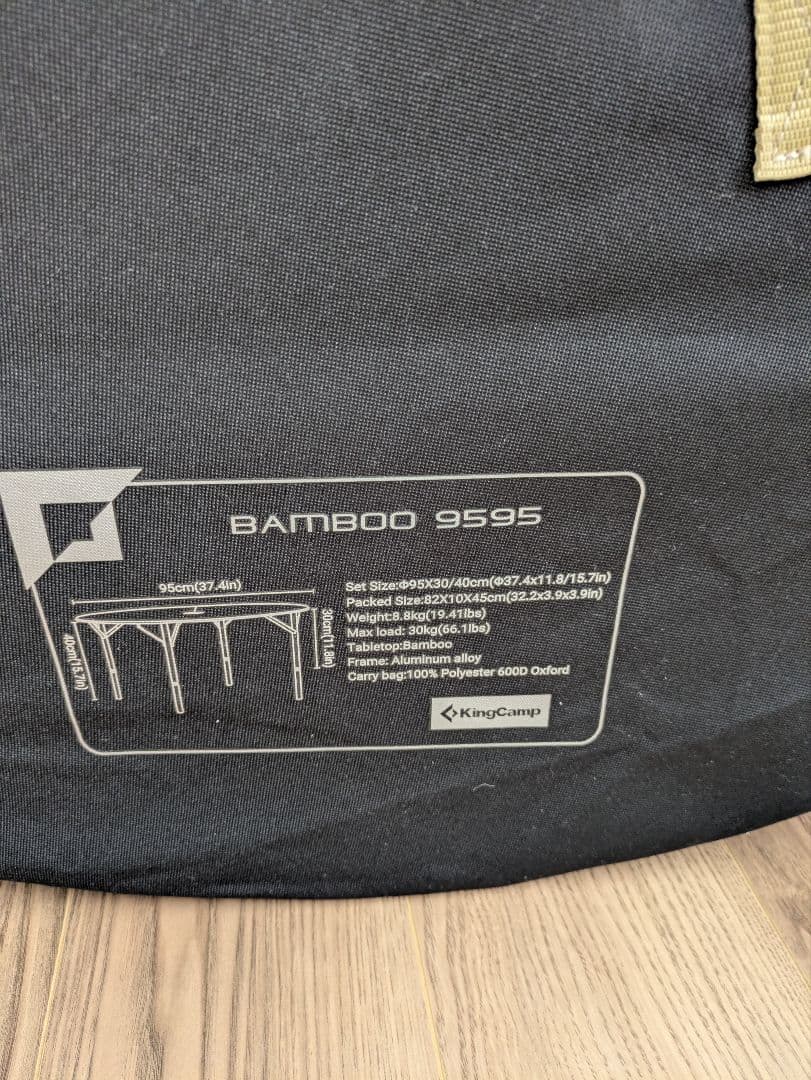 BAMBOO 9595
95cm(37.4in)
40cm(15.7in)
30cm(11.8in)
Set Size:Φ95X30/40cm(Φ37.4x11.8/15.7in)
Packed Size:82X10X45cm(32.2x3.9x3.9in)
Weight:8.8kg(19.41lbs)
Max load: 30kg(66.1lbs)
Tabletop:Bamboo
Frame: Aluminum alloy
Carry bag:100% Polyester 600D Oxford
KingCamp